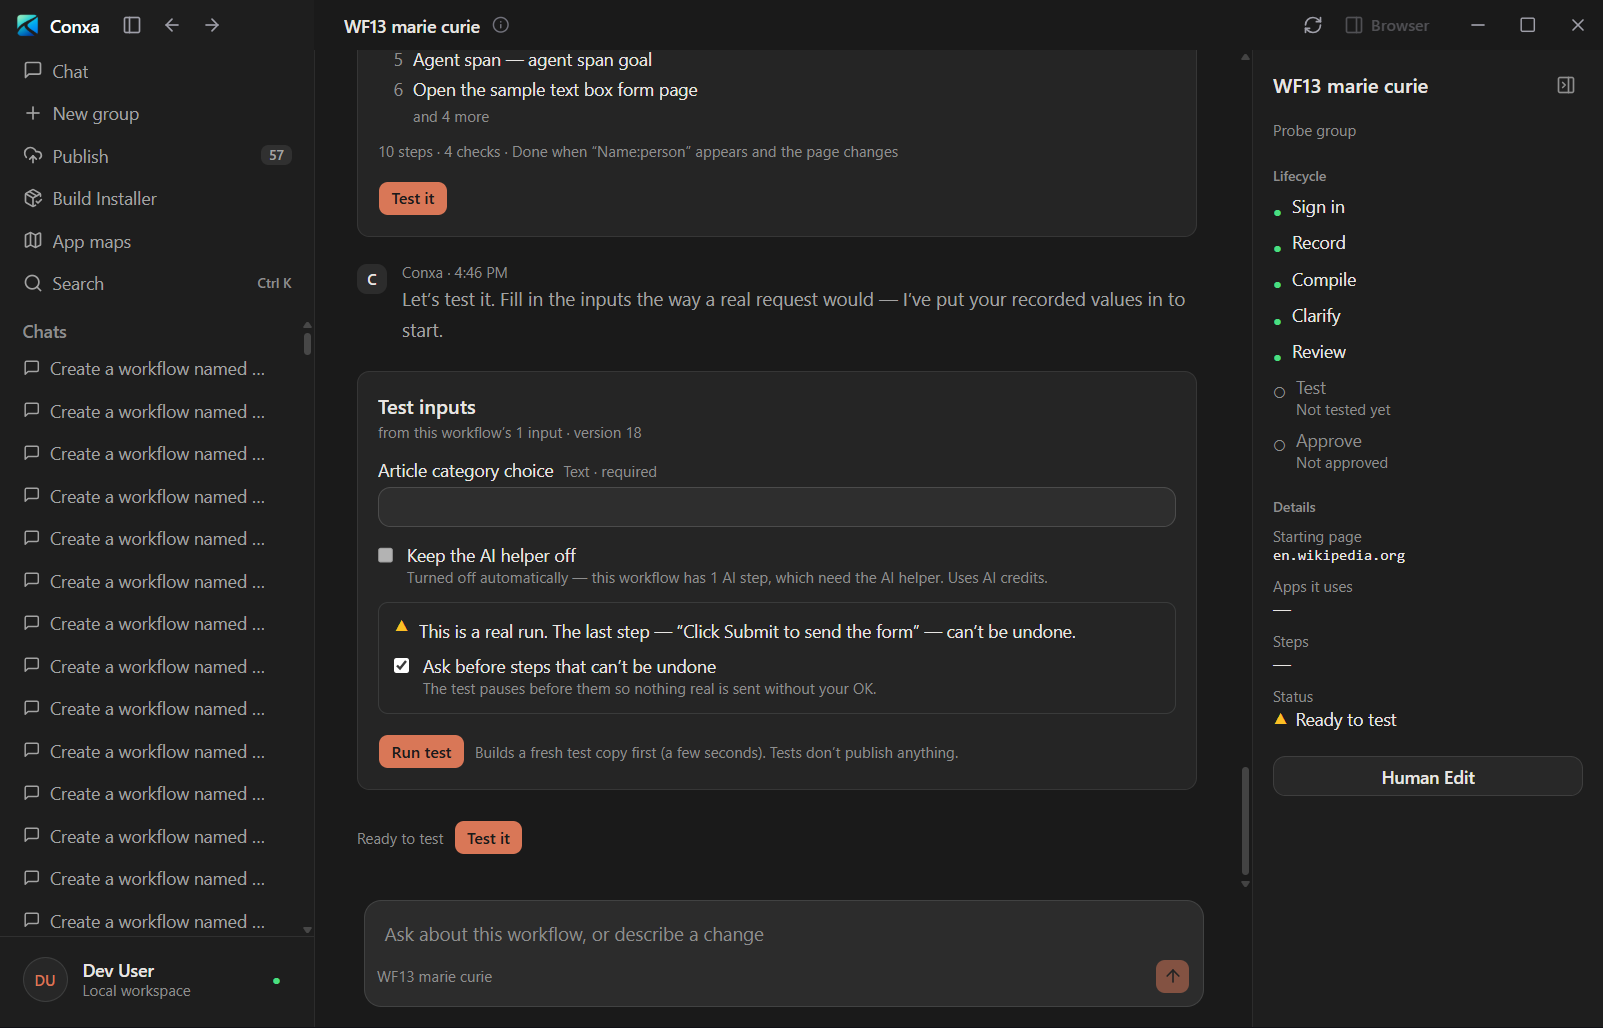 Conxa
WF13 marie curie
Browser
Chat
New group
Publish 57
Build Installer
App maps
Search Ctrl K
Chats
Create a workflow named ...
Create a workflow named ...
Create a workflow named ...
Create a workflow named ...
Create a workflow named ...
Create a workflow named ...
Create a workflow named ...
Create a workflow named ...
Create a workflow named ...
Create a workflow named ...
Create a workflow named ...
Create a workflow named ...
Create a workflow named ...
Create a workflow named ...
DU
Dev User
Local workspace
5 Agent span — agent span goal
6 Open the sample text box form page
and 4 more
10 steps · 4 checks · Done when “Name:person” appears and the page changes
Test it
C
Conxa · 4:46 PM
Let’s test it. Fill in the inputs the way a real request would — I’ve put your recorded values in to
start.
Test inputs
from this workflow’s 1 input · version 18
Article category choice Text · required
Keep the AI helper off
Turned off automatically — this workflow has 1 AI step, which need the AI helper. Uses AI credits.
This is a real run. The last step — “Click Submit to send the form” — can’t be undone.
Ask before steps that can’t be undone
The test pauses before them so nothing real is sent without your OK.
Run test Builds a fresh test copy first (a few seconds). Tests don’t publish anything.
Ready to test Test it
Ask about this workflow, or describe a change
WF13 marie curie
WF13 marie curie
Probe group
Lifecycle
Sign in
Record
Compile
Clarify
Review
Test
Not tested yet
Approve
Not approved
Details
Starting page
en.wikipedia.org
Apps it uses
—
Steps
—
Status
Ready to test
Human Edit